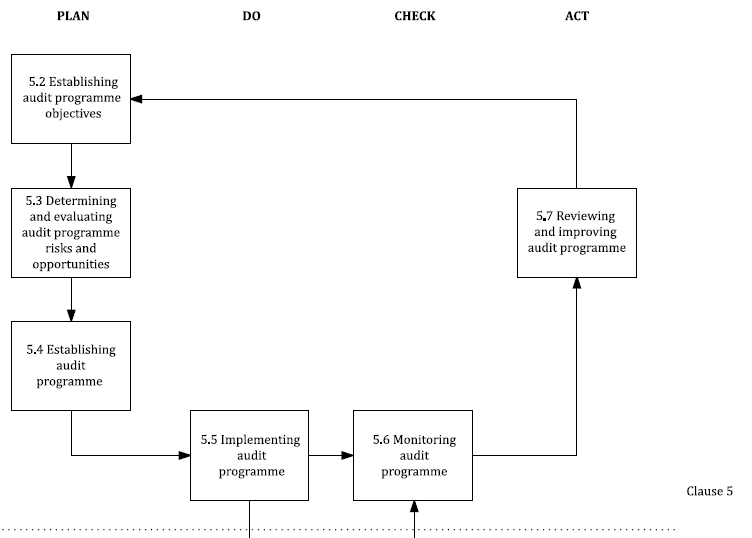 PLAN
DO
CHECK
ACT
5.2 Establishing
audit programme
objectives
5.3 Determining
and evaluating
audit programme
risks and
opportunities
5.7 Reviewing
and improving
audit programme
5.4 Establishing
audit
programme
5.5 Implementing
audit
programme
5.6 Monitoring
audit
programme
Clause 5